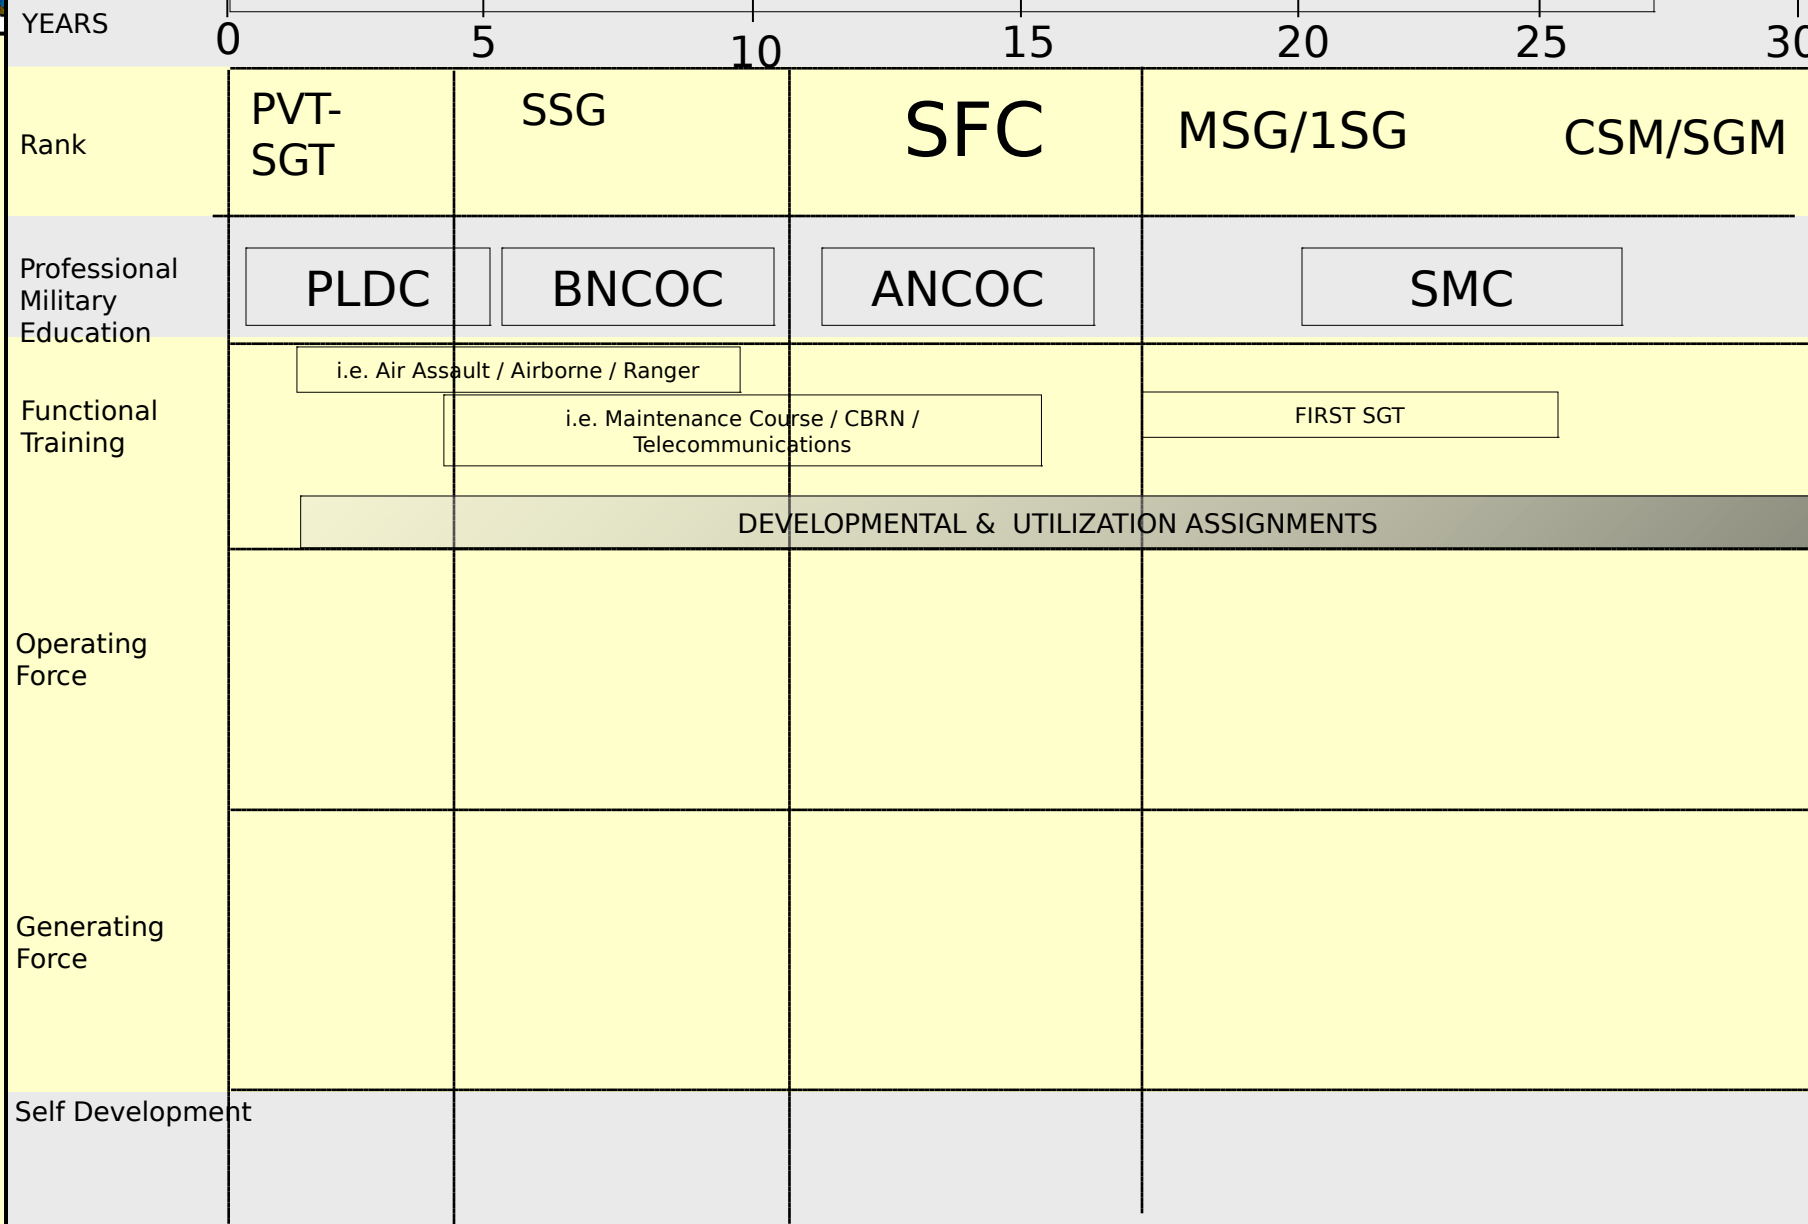 YEARS
0 5 10 15 20 25 30
Rank
PVT-
SGT
SSG
SFC
MSG/1SG
CSM/SGM
Professional
Military
Education
PLDC
BNCOC
ANCOC
SMC
Functional
Training
i.e. Air Assault / Airborne / Ranger
i.e. Maintenance Course / CBRN /
Telecommunications
FIRST SGT
DEVELOPMENTAL &  UTILIZATION ASSIGNMENTS
Operating
Force
Generating
Force
Self Development